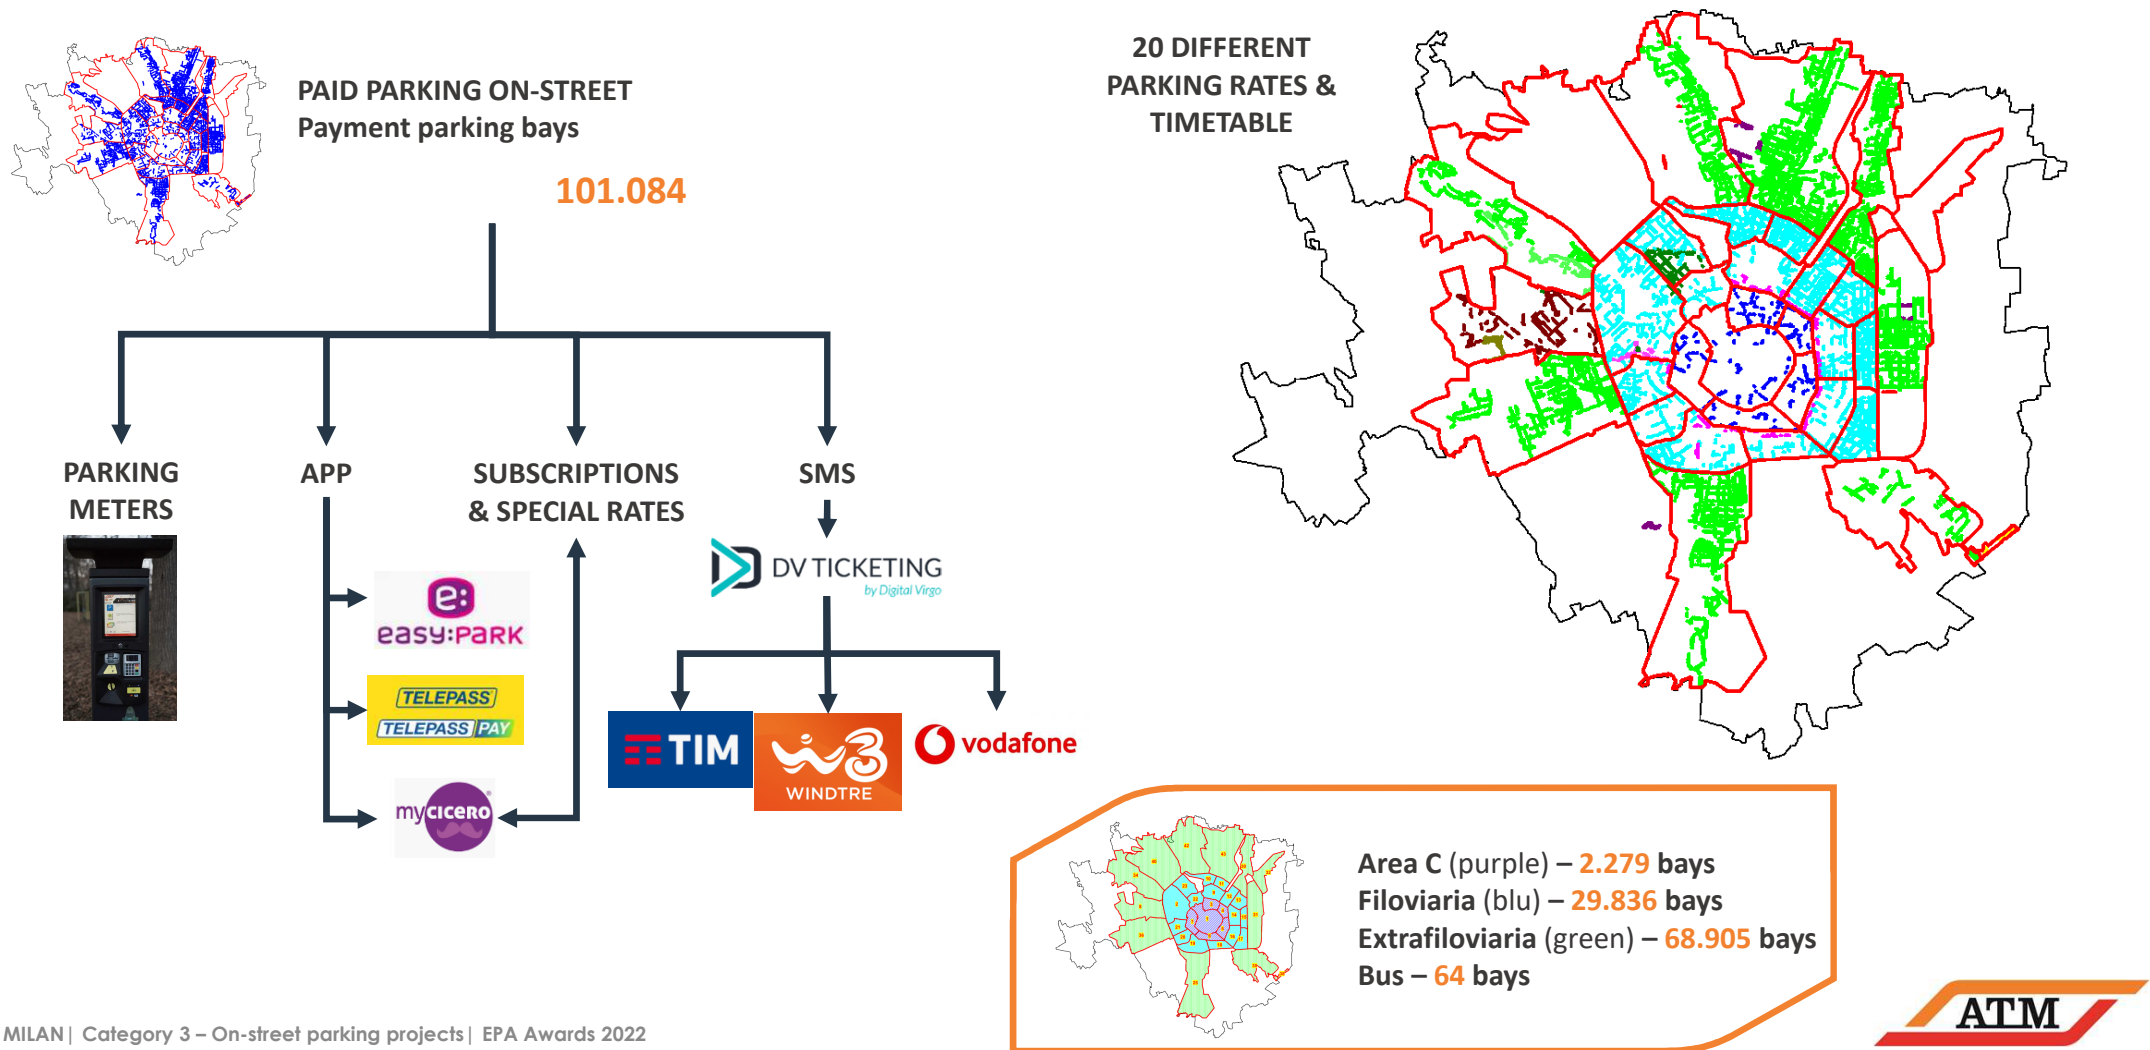 PAID PARKING ON-STREET
Payment parking bays
101.084
20 DIFFERENT
PARKING RATES &
TIMETABLE
PARKING
METERS
APP
SUBSCRIPTIONS
& SPECIAL RATES
SMS
e:
easy:park
TELEPASS
TELEPASS PAY
mycicero
DV TICKETING
by Digital Virgo
TIM
W3
WINDTRE
vodafone
Area C (purple) – 2.279 bays
Filoviaria (blu) – 29.836 bays
Extrafiloviaria (green) – 68.905 bays
Bus – 64 bays
MILAN| Category 3 – On-street parking projects| EPA Awards 2022
ATM